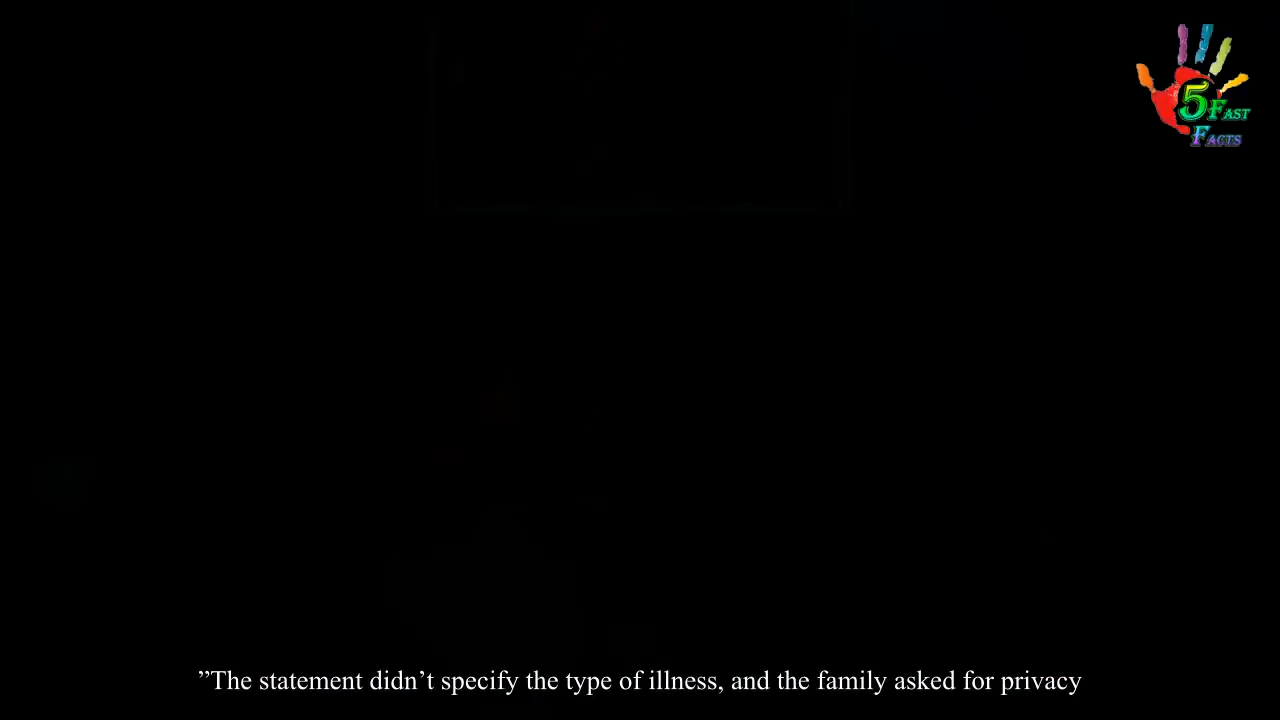 5 FAST
FACTS
”The statement didn’t specify the type of illness, and the family asked for privacy